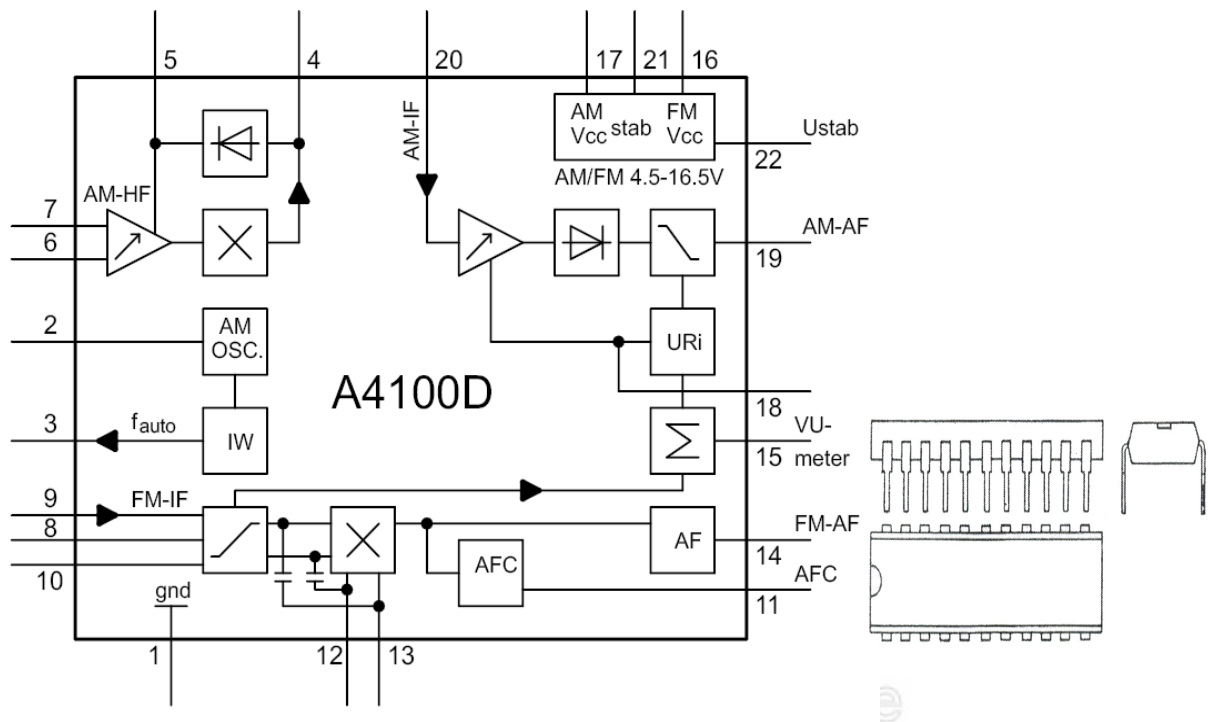 5
4
20
17
21
16
AM
Vcc
stab
FM
Vcc
Ustab
22
AM/FM 4.5-16.5V
AM-IF
AM-HF
7
6
AM-AF
19
2
AM
OSC.
URi
A4100D
18
3
fauto
IW
VU-
meter
15
9
FM-IF
8
10
AF
FM-AF
14
AFC
AFC
11
gnd
1
12
13
e